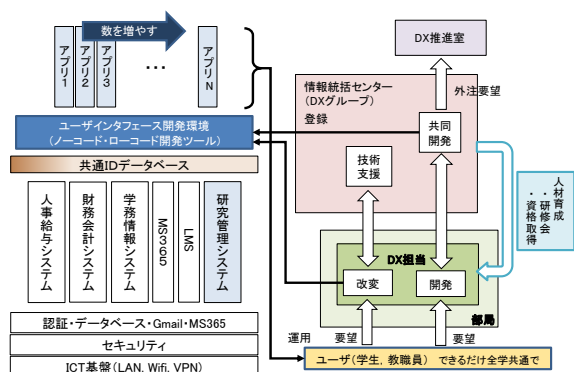 数を増やす
アプリ1
アプリ2
アプリ3
・・・
アプリN
ユーザインタフェース開発環境
(ノーコード・ローコード開発ツール)
共通IDデータベース
人事給与システム
財務会計システム
学務情報システム
MS365
LMS
研究管理システム
認証・データベース・Gmail・MS365
セキュリティ
ICT基盤(LAN, Wifi, VPN)
DX推進室
外注要望
情報統括センター
(DXグループ)
登録
共同
開発
技術
支援
人材育成
・研修会
・資格取得
DX担当
改変
開発
部局
運用
要望
要望
ユーザ(学生, 教職員) できるだけ全学共通で